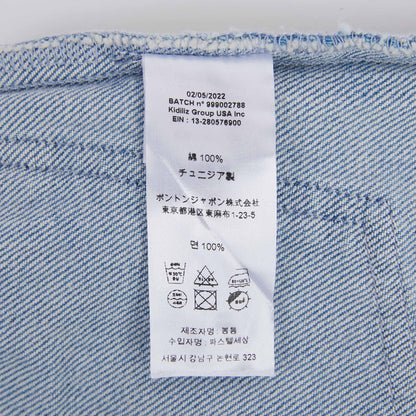 02/05/2022
BATCH n° 999002788
Kidiliz Group USA Inc
EIN : 13-280576900
綿 100%
チュニジア製
ボントンジャポン株式会社
東京都港区東麻布1-23-5
면 100%
제조자명 : 봉통
수입자명 : 파스텔세상
서울시 강남구 논현로 323